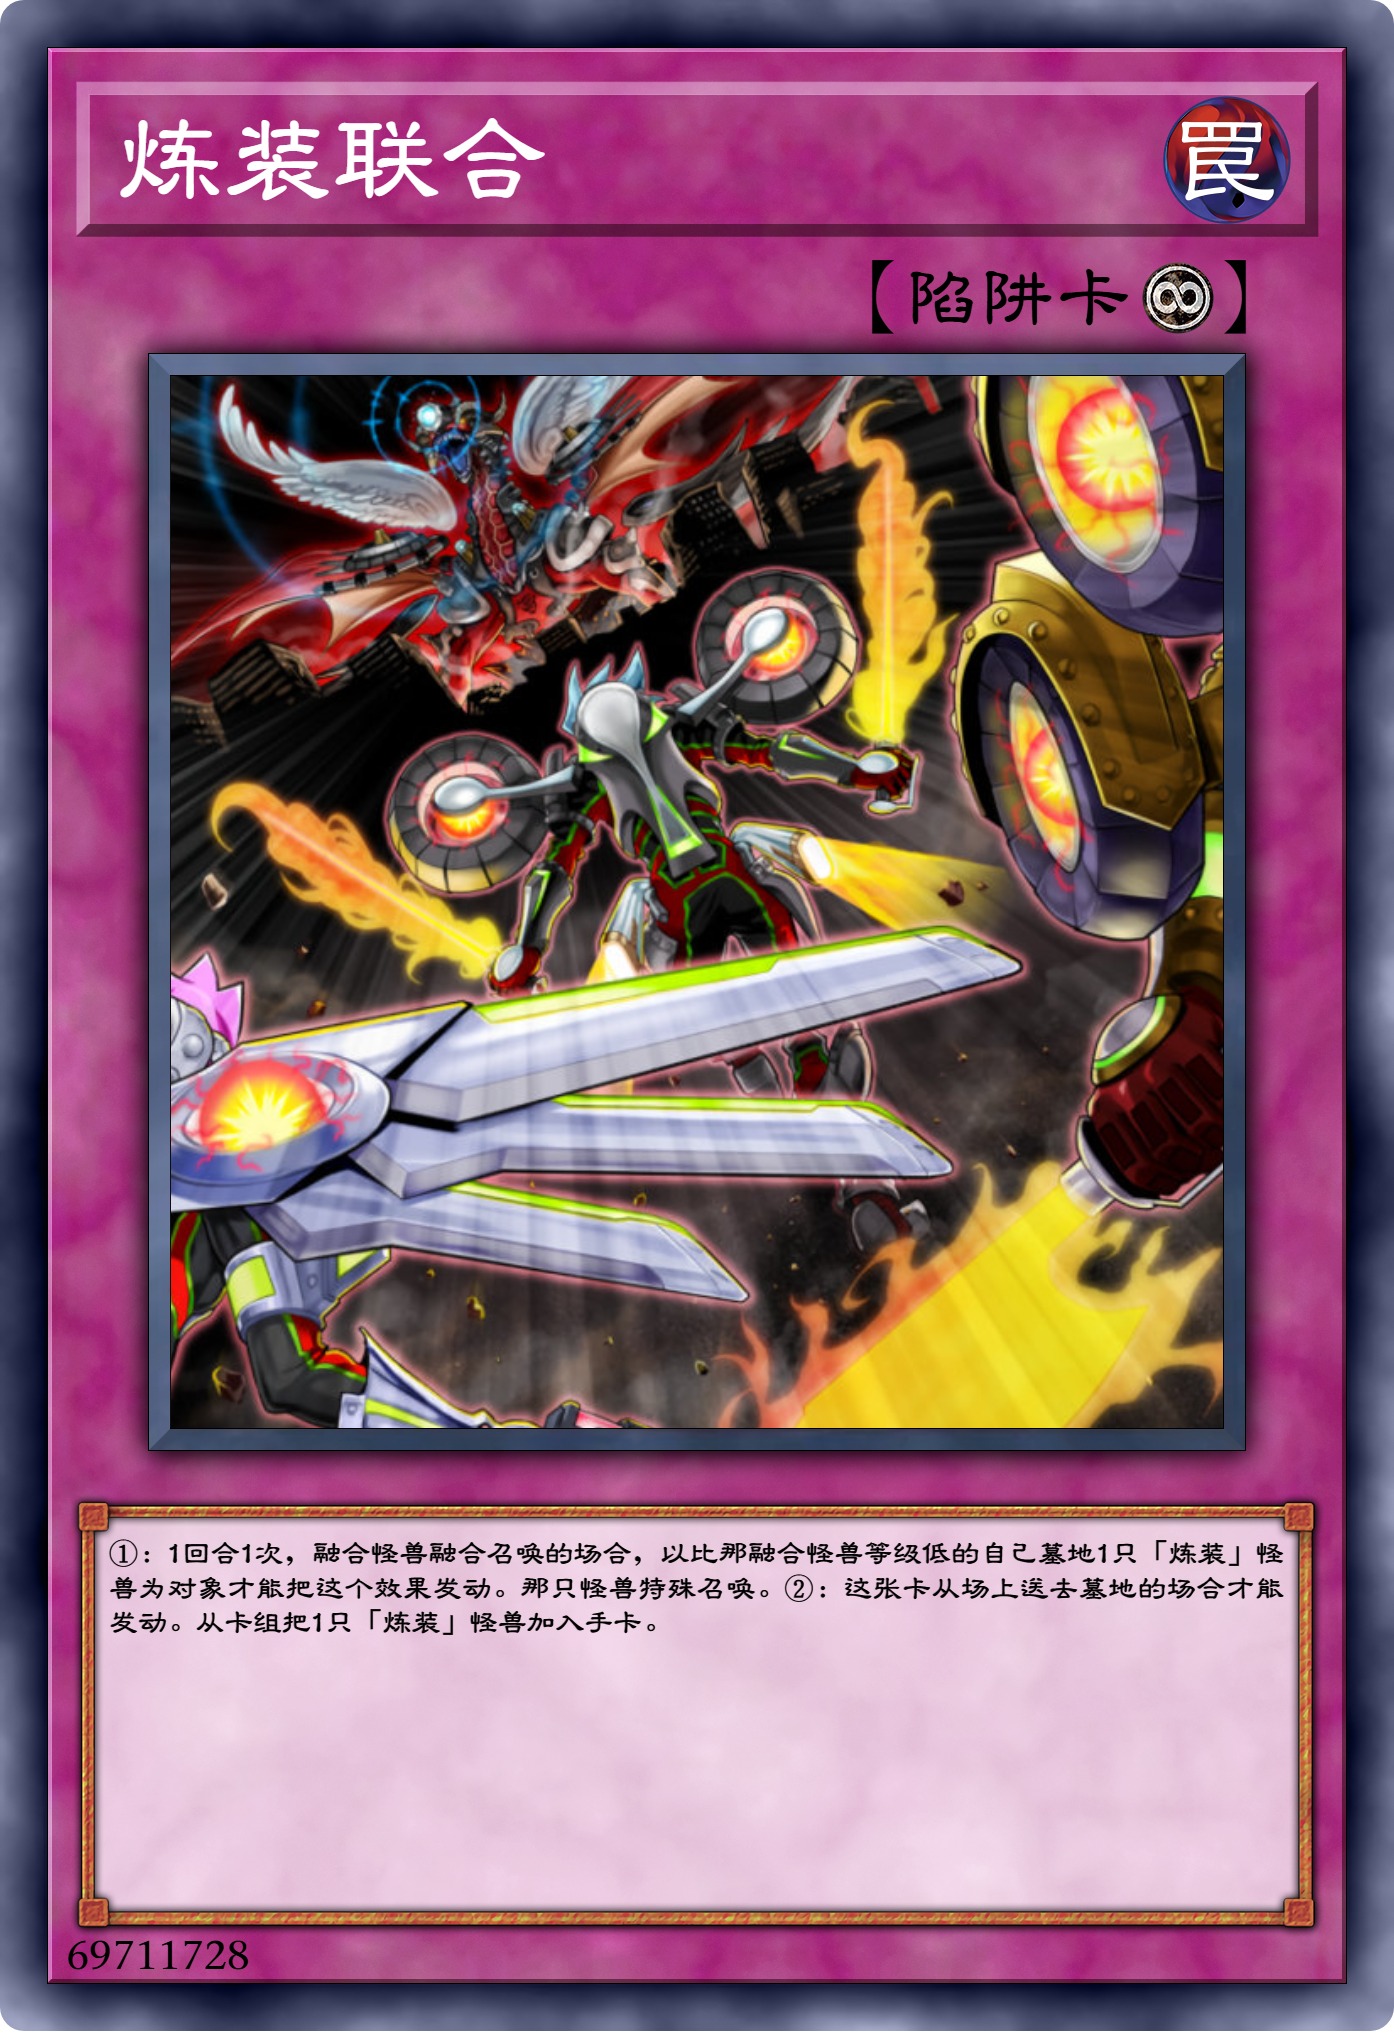 炼装联合
罠
【陷阱卡】
①：1回合1次，融合怪兽融合召唤的场合，以比那融合怪兽等级低的自己墓地1只「炼装」怪
兽为对象才能把这个效果发动。那只怪兽特殊召唤。②：这张卡从场上送去墓地的场合才能
发动。从卡组把1只「炼装」怪兽加入手卡。
69711728